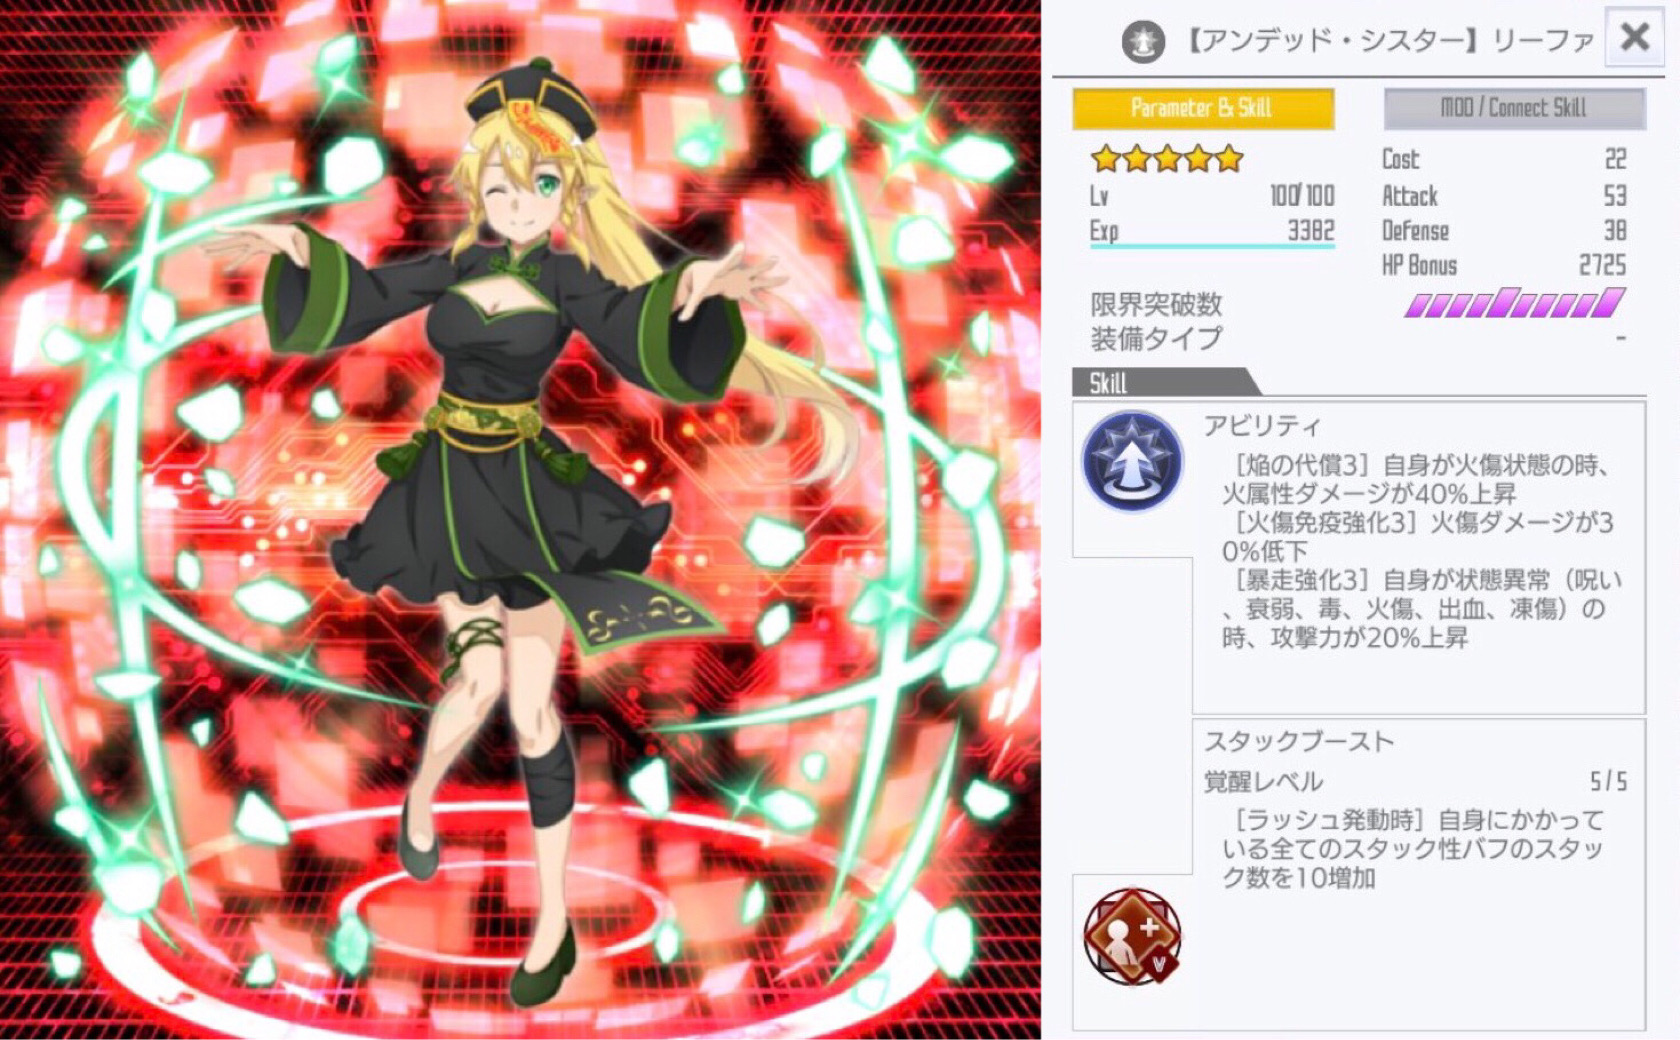 【アンデッド・シスター】リーファ
Parameter & Skill
MOD / Connect Skill
Lv 100/100
Exp 3382
Cost 22
Attack 53
Defense 38
HP Bonus 2725
限界突破数
装備タイプ -
Skill
アビリティ
［焔の代償3］自身が火傷状態の時、
火属性ダメージが40%上昇
［火傷免疫強化3］火傷ダメージが3
0%低下
［暴走強化3］自身が状態異常（呪い
、衰弱、毒、火傷、出血、凍傷）の
時、攻撃力が20%上昇
スタックブースト
覚醒レベル 5/5
［ラッシュ発動時］自身にかかって
いる全てのスタック性バフのスタッ
ク数を10増加
V